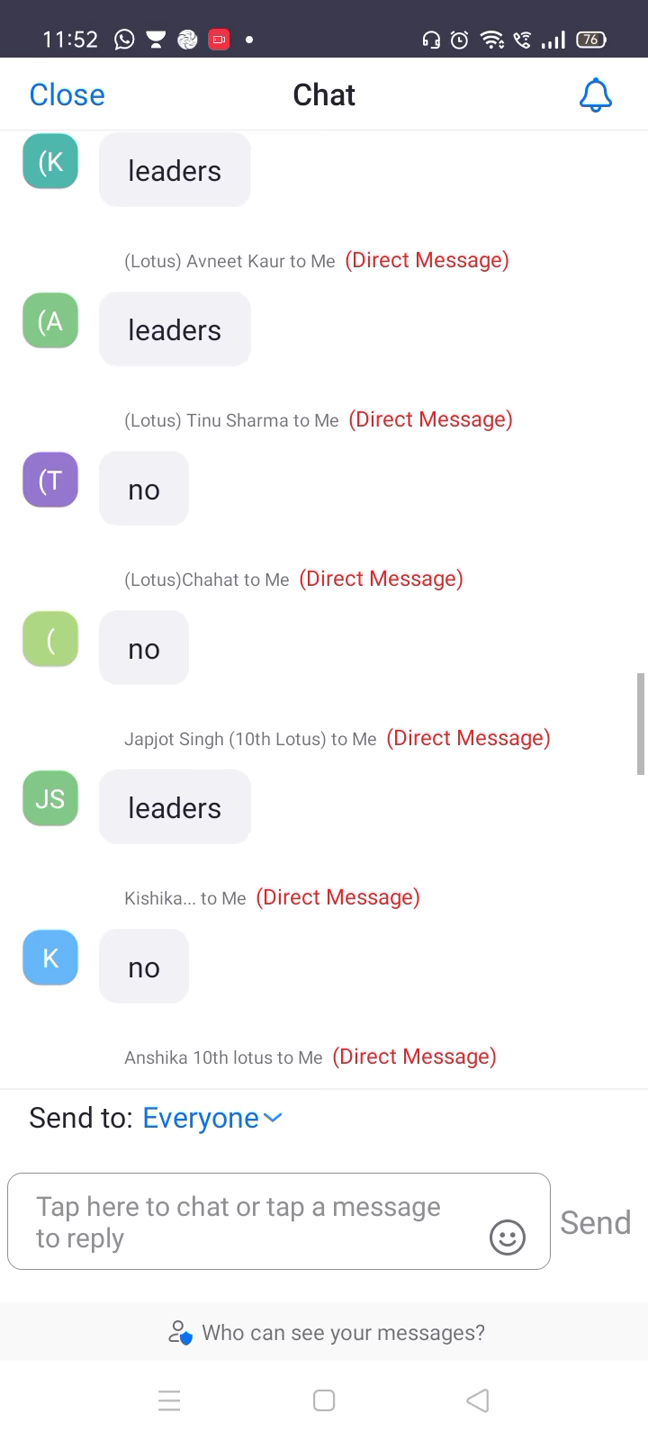 11:52
76
Close
Chat
(K
leaders
(Lotus) Avneet Kaur to Me (Direct Message)
(A
leaders
(Lotus) Tinu Sharma to Me (Direct Message)
(T
no
(Lotus)Chahat to Me (Direct Message)
(
no
Japjot Singh (10th Lotus) to Me (Direct Message)
JS
leaders
Kishika... to Me (Direct Message)
K
no
Anshika 10th lotus to Me (Direct Message)
Send to: Everyone
Tap here to chat or tap a message
to reply
Send
Who can see your messages?